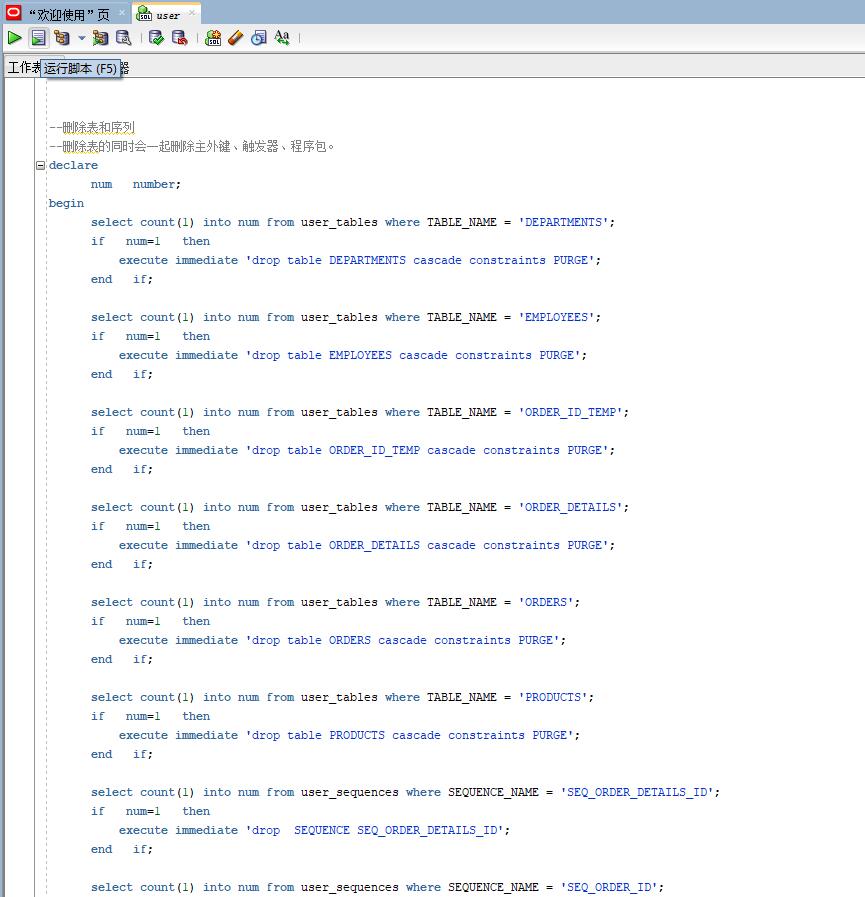 “欢迎使用”页
user
工作表
运行脚本 (F5)
器
--删除表和序列
--删除表的同时会一起删除主外键、触发器、程序包。
declare
num number;
begin
select count(1) into num from user_tables where TABLE_NAME = 'DEPARTMENTS';
if num=1 then
execute immediate 'drop table DEPARTMENTS cascade constraints PURGE';
end if;
select count(1) into num from user_tables where TABLE_NAME = 'EMPLOYEES';
if num=1 then
execute immediate 'drop table EMPLOYEES cascade constraints PURGE';
end if;
select count(1) into num from user_tables where TABLE_NAME = 'ORDER_ID_TEMP';
if num=1 then
execute immediate 'drop table ORDER_ID_TEMP cascade constraints PURGE';
end if;
select count(1) into num from user_tables where TABLE_NAME = 'ORDER_DETAILS';
if num=1 then
execute immediate 'drop table ORDER_DETAILS cascade constraints PURGE';
end if;
select count(1) into num from user_tables where TABLE_NAME = 'ORDERS';
if num=1 then
execute immediate 'drop table ORDERS cascade constraints PURGE';
end if;
select count(1) into num from user_tables where TABLE_NAME = 'PRODUCTS';
if num=1 then
execute immediate 'drop table PRODUCTS cascade constraints PURGE';
end if;
select count(1) into num from user_sequences where SEQUENCE_NAME = 'SEQ_ORDER_DETAILS_ID';
if num=1 then
execute immediate 'drop SEQUENCE SEQ_ORDER_DETAILS_ID';
end if;
select count(1) into num from user_sequences where SEQUENCE_NAME = 'SEQ_ORDER_ID';